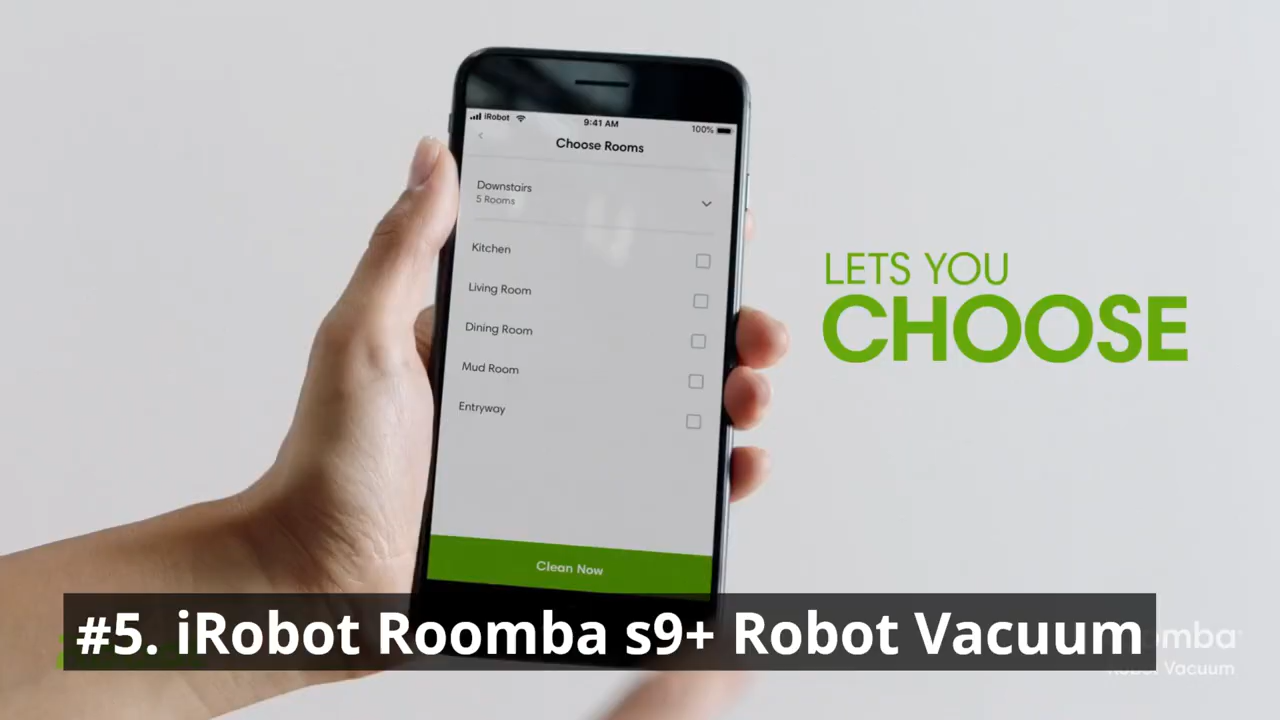 iRobot
9:41 AM
100%
Choose Rooms
Downstairs
5 Rooms
Kitchen
Living Room
Dining Room
Mud Room
Entryway
Clean Now
LETS YOU
CHOOSE
#5. iRobot Roomba s9+ Robot Vacuum
omba
Robot Vacuum